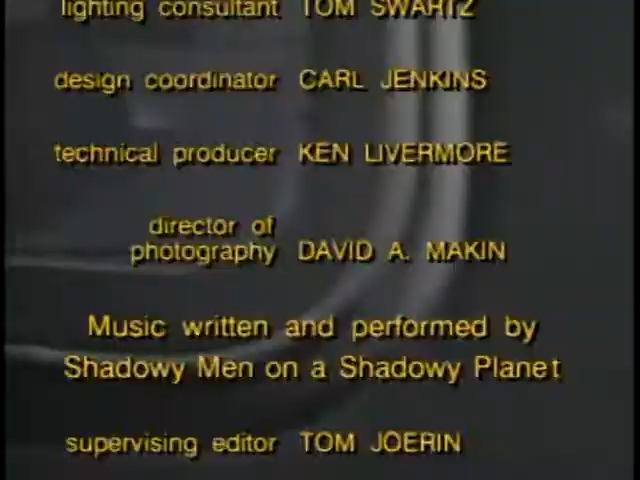 lighting consultant TOM SWARTZ
design coordinator CARL JENKINS
technical producer KEN LIVERMORE
director of
photography DAVID A. MAKIN
Music written and performed by
Shadowy Men on a Shadowy Planet
supervising editor TOM JOERIN